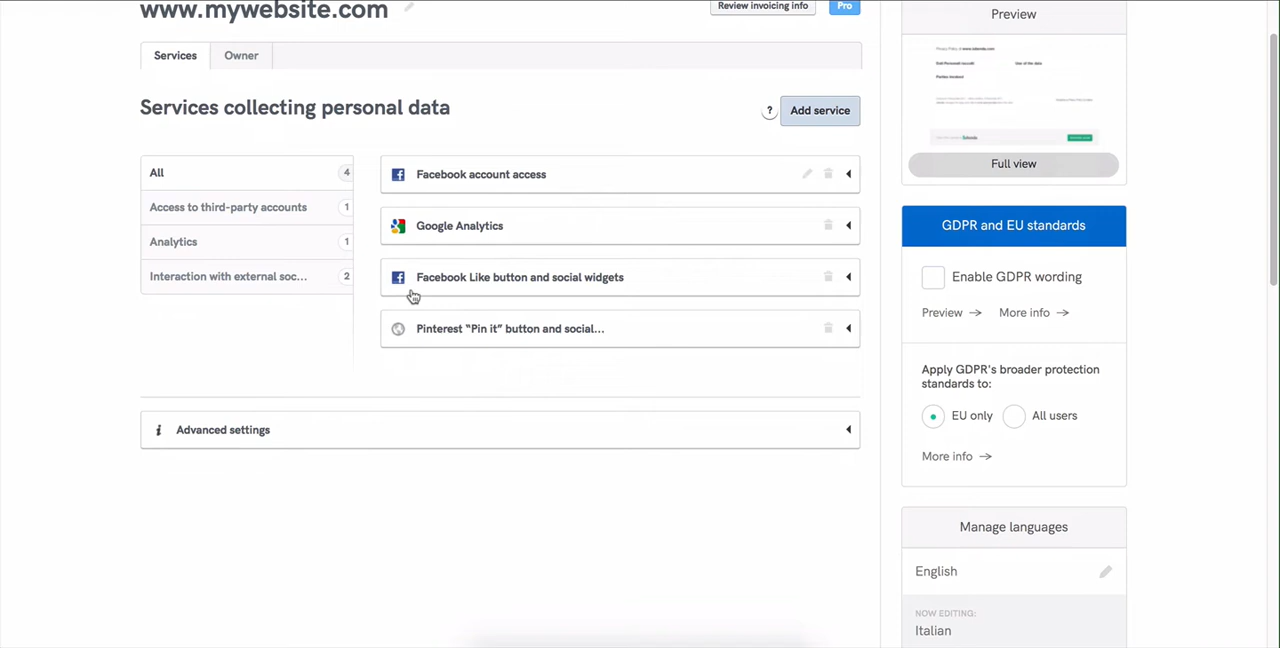 www.mywebsite.com
Review invoicing info
Pro
Services
Owner
Services collecting personal data
?
Add service
All
4
Access to third-party accounts
1
Analytics
1
Interaction with external soc...
2
Facebook account access
Google Analytics
Facebook Like button and social widgets
Pinterest “Pin it” button and social...
Advanced settings
Preview
Full view
GDPR and EU standards
Enable GDPR wording
Preview →
More info →
Apply GDPR's broader protection
standards to:
EU only
All users
More info →
Manage languages
English
NOW EDITING:
Italian